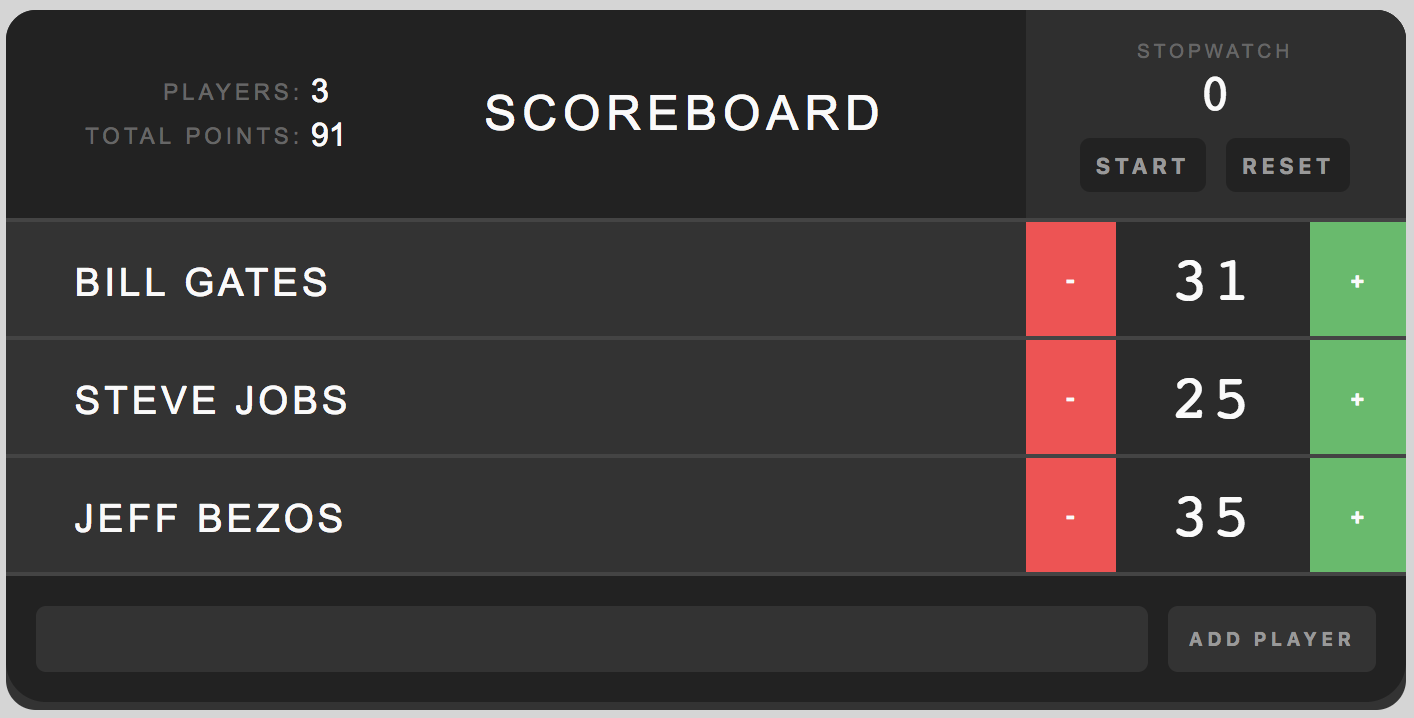 PLAYERS: 3
TOTAL POINTS: 91
SCOREBOARD
STOPWATCH
0
START RESET
BILL GATES - 31 +
STEVE JOBS - 25 +
JEFF BEZOS - 35 +
ADD PLAYER